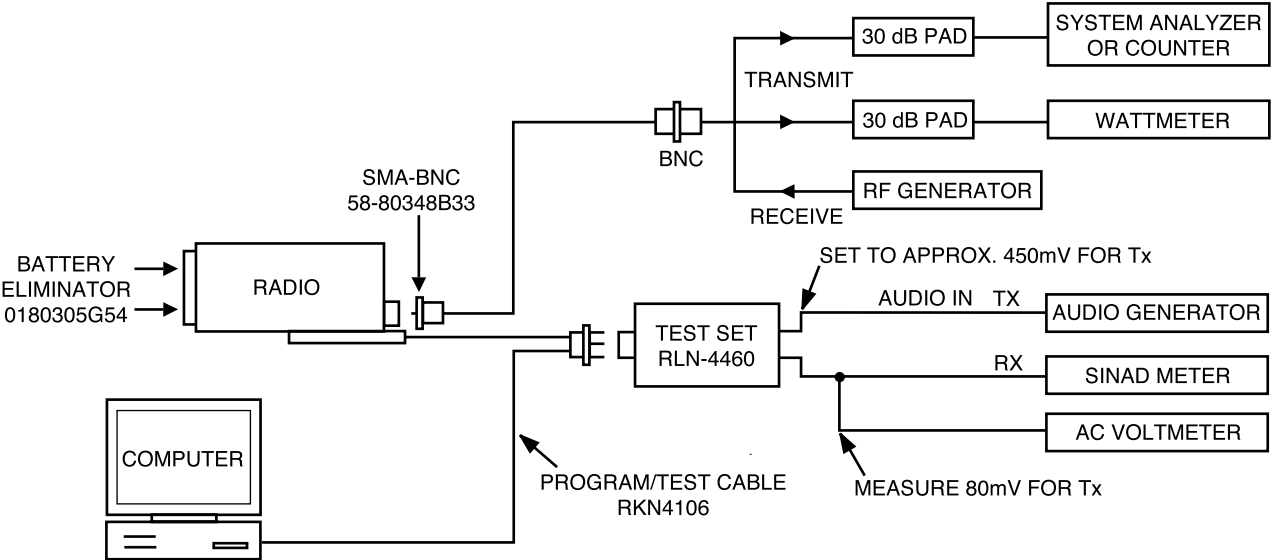 SYSTEM ANALYZER
OR COUNTER
30 dB PAD
TRANSMIT
30 dB PAD
WATTMETER
BNC
SMA-BNC
58-80348B33
RF GENERATOR
RECEIVE
BATTERY
ELIMINATOR
0180305G54
RADIO
SET TO APPROX. 450mV FOR Tx
AUDIO IN TX
AUDIO GENERATOR
TEST SET
RLN-4460
RX
SINAD METER
AC VOLTMETER
COMPUTER
PROGRAM/TEST CABLE
RKN4106
MEASURE 80mV FOR Tx